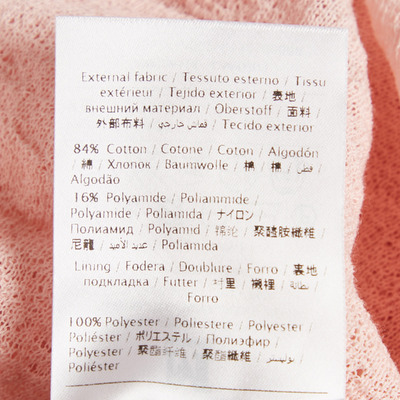 External fabric / Tessuto esterno / Tissu
extérieur / Tejido exterior / 表地 /
внешний материал / Oberstoff / 面料 /
外部布料 / قماش خارجي / Tecido exterior
84% Cotton / Cotone / Coton / Algodón
/ 綿 / Хлопок / Baumwolle / 棉 / 棉 / قطن /
Algodão
16% Polyamide / Poliammide /
Polyamide / Poliamida / ナイロン /
Полиамид / Polyamid / 锦纶 / 聚醯胺纖維 /
尼龍 / عديد الأميد / Poliamida
Lining / Fodera / Doublure / Forro / 裏地 /
подкладка / Futter / 衬里 / 襯裡 / بطانة /
Forro
100% Polyester / Poliestere / Polyester /
Poliéster / ポリエステル / Полиэфир /
Polyester / 聚酯纤维 / 聚酯纖維 / بوليستر /
Poliéster